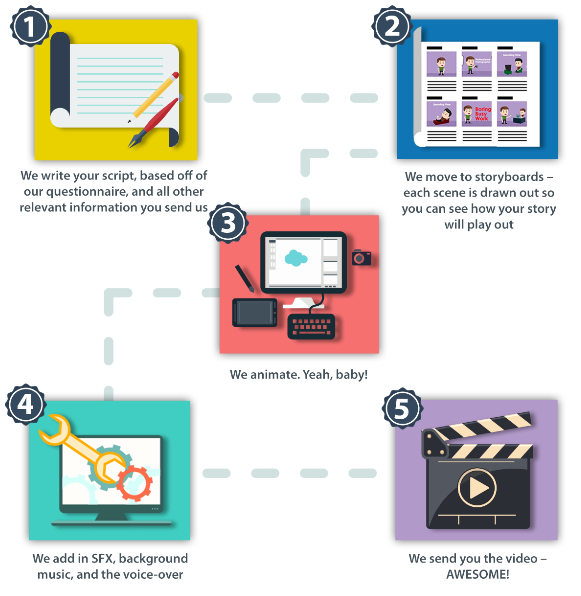 1
We write your script, based off of
our questionnaire, and all other
relevant information you send us
2
Eating
Busy
Work
We move to storyboards –
each scene is drawn out so
you can see how your story
will play out
3
We animate. Yeah, baby!
4
We add in SFX, background
music, and the voice-over
5
We send you the video –
AWESOME!